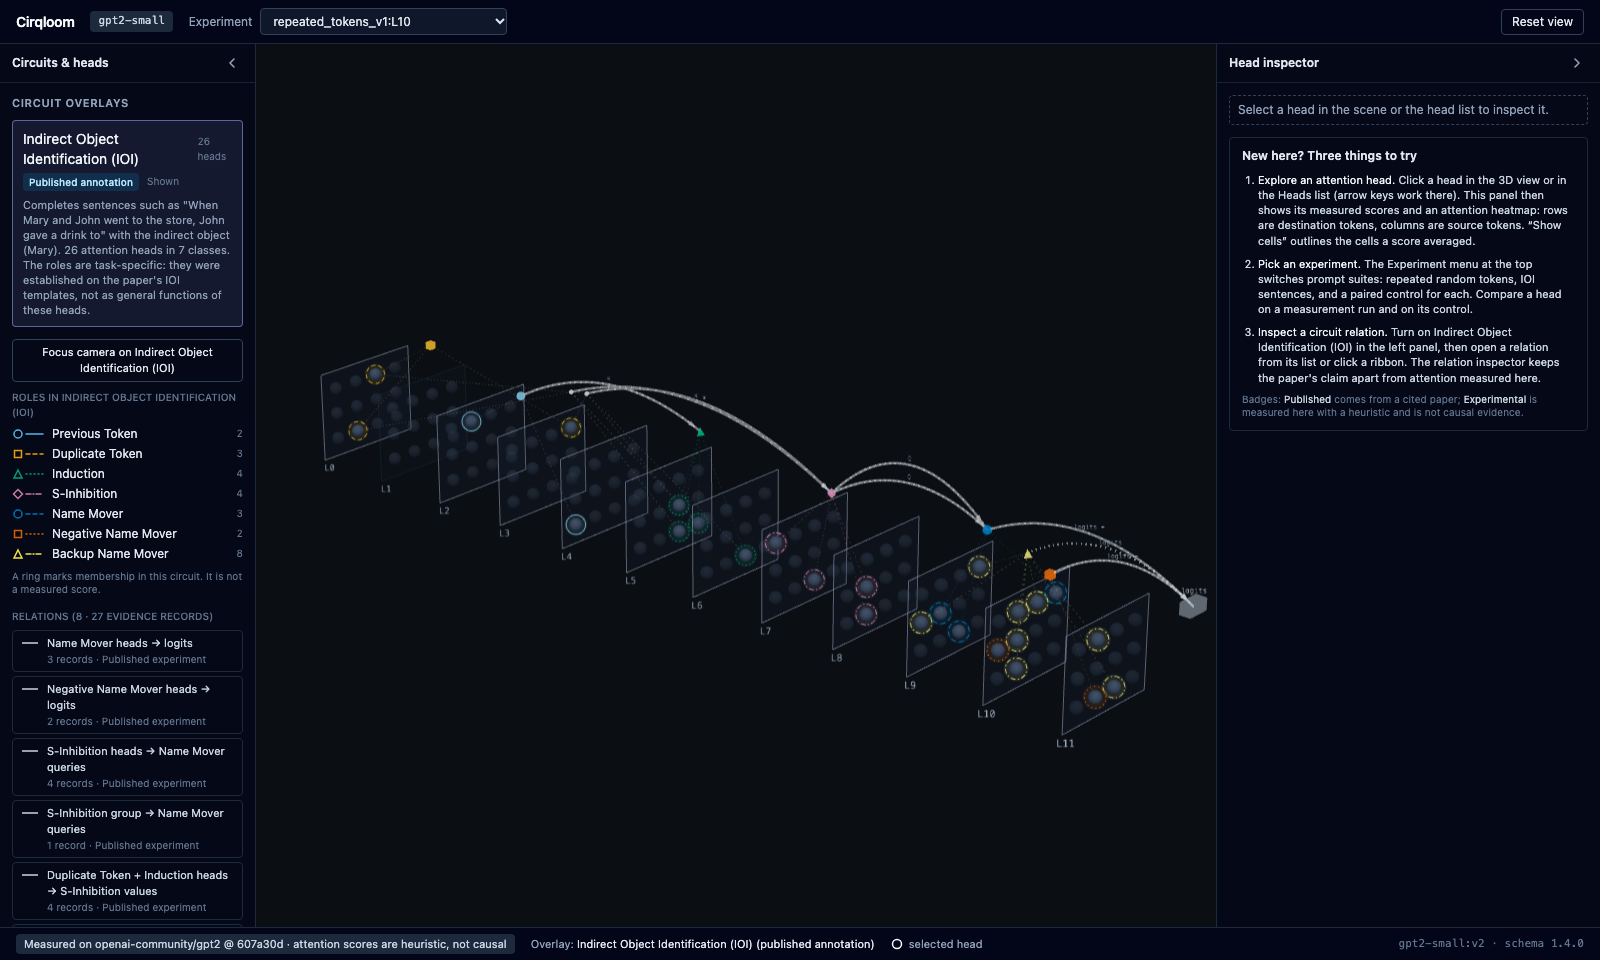 Cirqloom
gpt2-small
Experiment
repeated_tokens_v1:L10
Reset view
Circuits & heads
CIRCUIT OVERLAYS
Indirect Object
Identification (IOI)
26
heads
Published annotation
Shown
Completes sentences such as "When
Mary and John went to the store, John
gave a drink to" with the indirect object
(Mary). 26 attention heads in 7 classes.
The roles are task-specific: they were
established on the paper's IOI
templates, not as general functions of
these heads.
Focus camera on Indirect Object
Identification (IOI)
ROLES IN INDIRECT OBJECT IDENTIFICATION
(IOI)
Previous Token 2
Duplicate Token 3
Induction 4
S-Inhibition 4
Name Mover 3
Negative Name Mover 2
Backup Name Mover 8
A ring marks membership in this circuit. It is not
a measured score.
RELATIONS (8 · 27 EVIDENCE RECORDS)
Name Mover heads → logits
3 records · Published experiment
Negative Name Mover heads →
logits
2 records · Published experiment
S-Inhibition heads → Name Mover
queries
4 records · Published experiment
S-Inhibition group → Name Mover
queries
1 record · Published experiment
Duplicate Token + Induction heads
→ S-Inhibition values
4 records · Published experiment
L0
L1
L2
L3
L4
L5
L6
L7
L8
L9
L10
L11
logits
logits
Head inspector
Select a head in the scene or the head list to inspect it.
New here? Three things to try
1. Explore an attention head. Click a head in the 3D view or in
the Heads list (arrow keys work there). This panel then
shows its measured scores and an attention heatmap: rows
are destination tokens, columns are source tokens. “Show
cells” outlines the cells a score averaged.
2. Pick an experiment. The Experiment menu at the top
switches prompt suites: repeated random tokens, IOI
sentences, and a paired control for each. Compare a head
on a measurement run and on its control.
3. Inspect a circuit relation. Turn on Indirect Object
Identification (IOI) in the left panel, then open a relation
from its list or click a ribbon. The relation inspector keeps
the paper's claim apart from attention measured here.
Badges: Published comes from a cited paper; Experimental is
measured here with a heuristic and is not causal evidence.
Measured on openai-community/gpt2 @ 607a30d · attention scores are heuristic, not causal
Overlay: Indirect Object Identification (IOI) (published annotation)
selected head
gpt2-small:v2 · schema 1.4.0